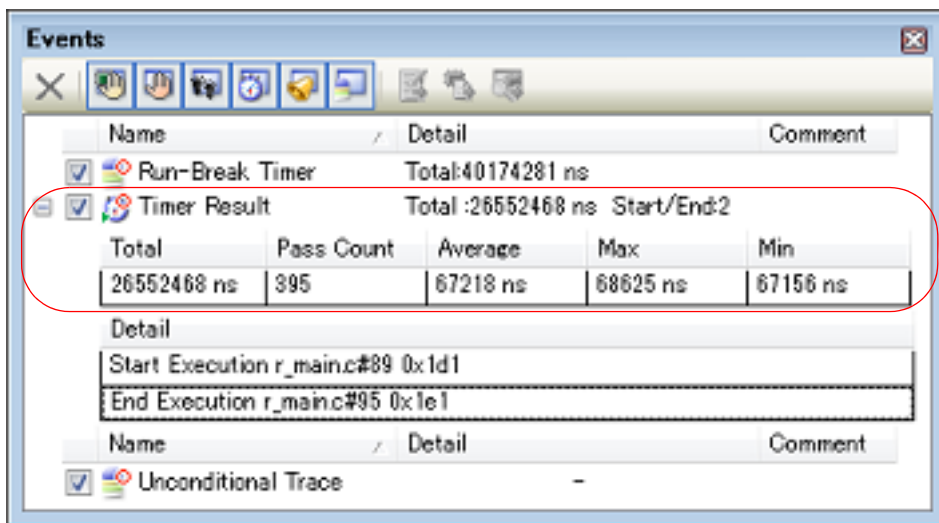 Events
Name Detail Comment
Run-Break Timer Total:40174281 ns
Timer Result Total :26552468 ns Start/End:2
Total Pass Count Average Max Min
26552468 ns 395 67218 ns 68625 ns 67156 ns
Detail
Start Execution r_main.c#89 0x1d1
End Execution r_main.c#95 0x1e1
Name Detail Comment
Unconditional Trace -